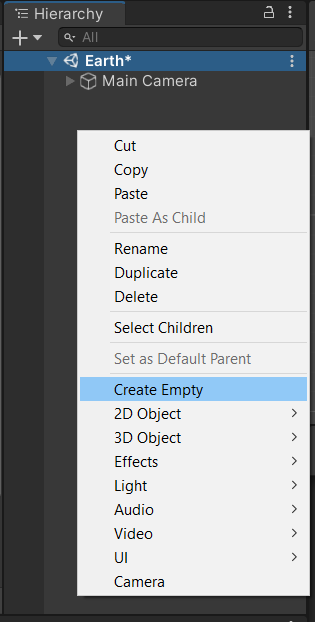 Hierarchy
All
Earth*
Main Camera
Cut
Copy
Paste
Paste As Child
Rename
Duplicate
Delete
Select Children
Set as Default Parent
Create Empty
2D Object
3D Object
Effects
Light
Audio
Video
UI
Camera